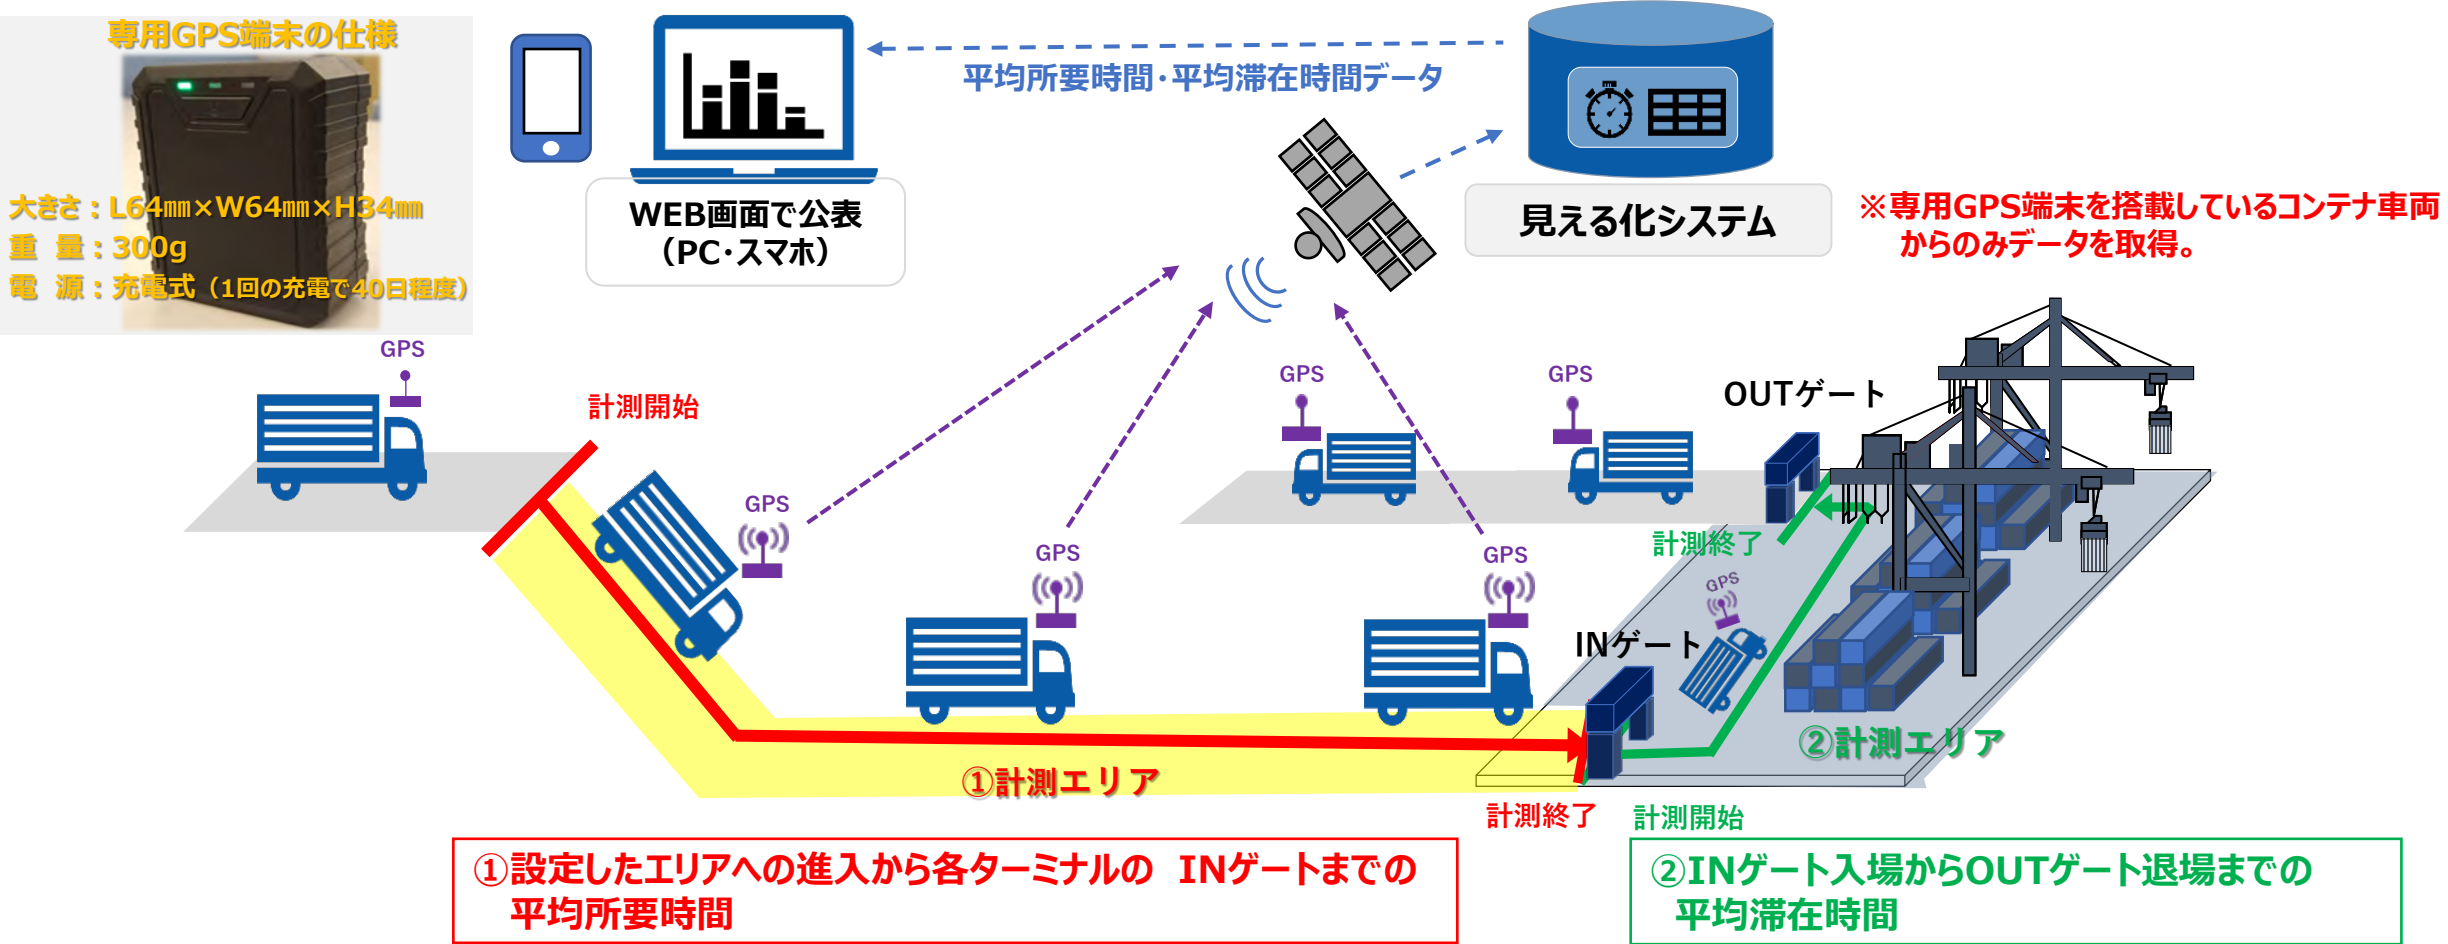 専用GPS端末の仕様
大きさ：L64㎜×W64㎜×H34㎜
重　量：300g
電　源：充電式（1回の充電で40日程度）
平均所要時間・平均滞在時間データ
WEB画面で公表
（PC・スマホ）
見える化システム
※専用GPS端末を搭載しているコンテナ車両
からのみデータを取得。
GPS
計測開始
GPS
GPS
GPS
GPS
GPS
OUTゲート
計測終了
GPS
INゲート
①計測エリア
②計測エリア
計測終了
計測開始
①設定したエリアへの進入から各ターミナルの　INゲートまでの
平均所要時間
②INゲート入場からOUTゲート退場までの
平均滞在時間